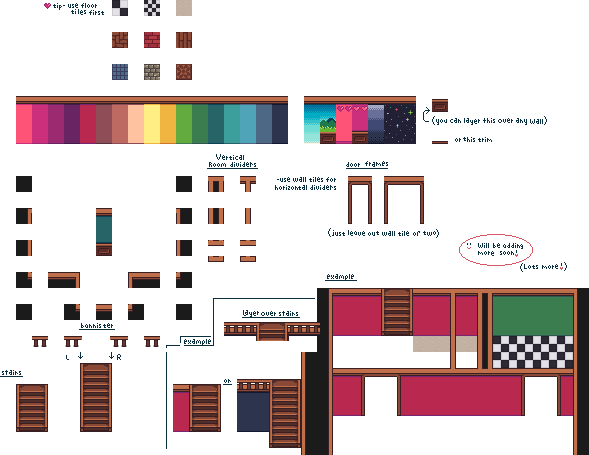 tip- use floor
tiles first
(you can layer this over any wall)
or this trim
Vertical
Room dividers
door frames
-use wall tiles for
horizontal dividers
(just leave out wall tile or two)
Will be adding
more soon!
(Lots more!)
example
layer over stairs
bannister
example
L
R
stairs
or